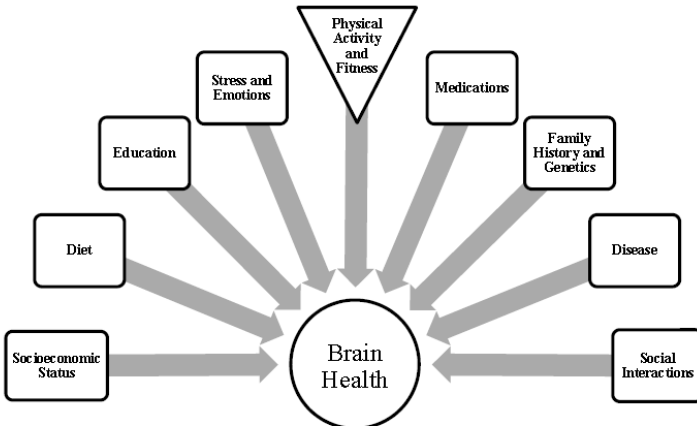 Physical
Activity
and
Fitness
Stress and
Emotions
Medications
Education
Family
History and
Genetics
Diet
Disease
Socioeconomic
Status
Brain
Health
Social
Interactions